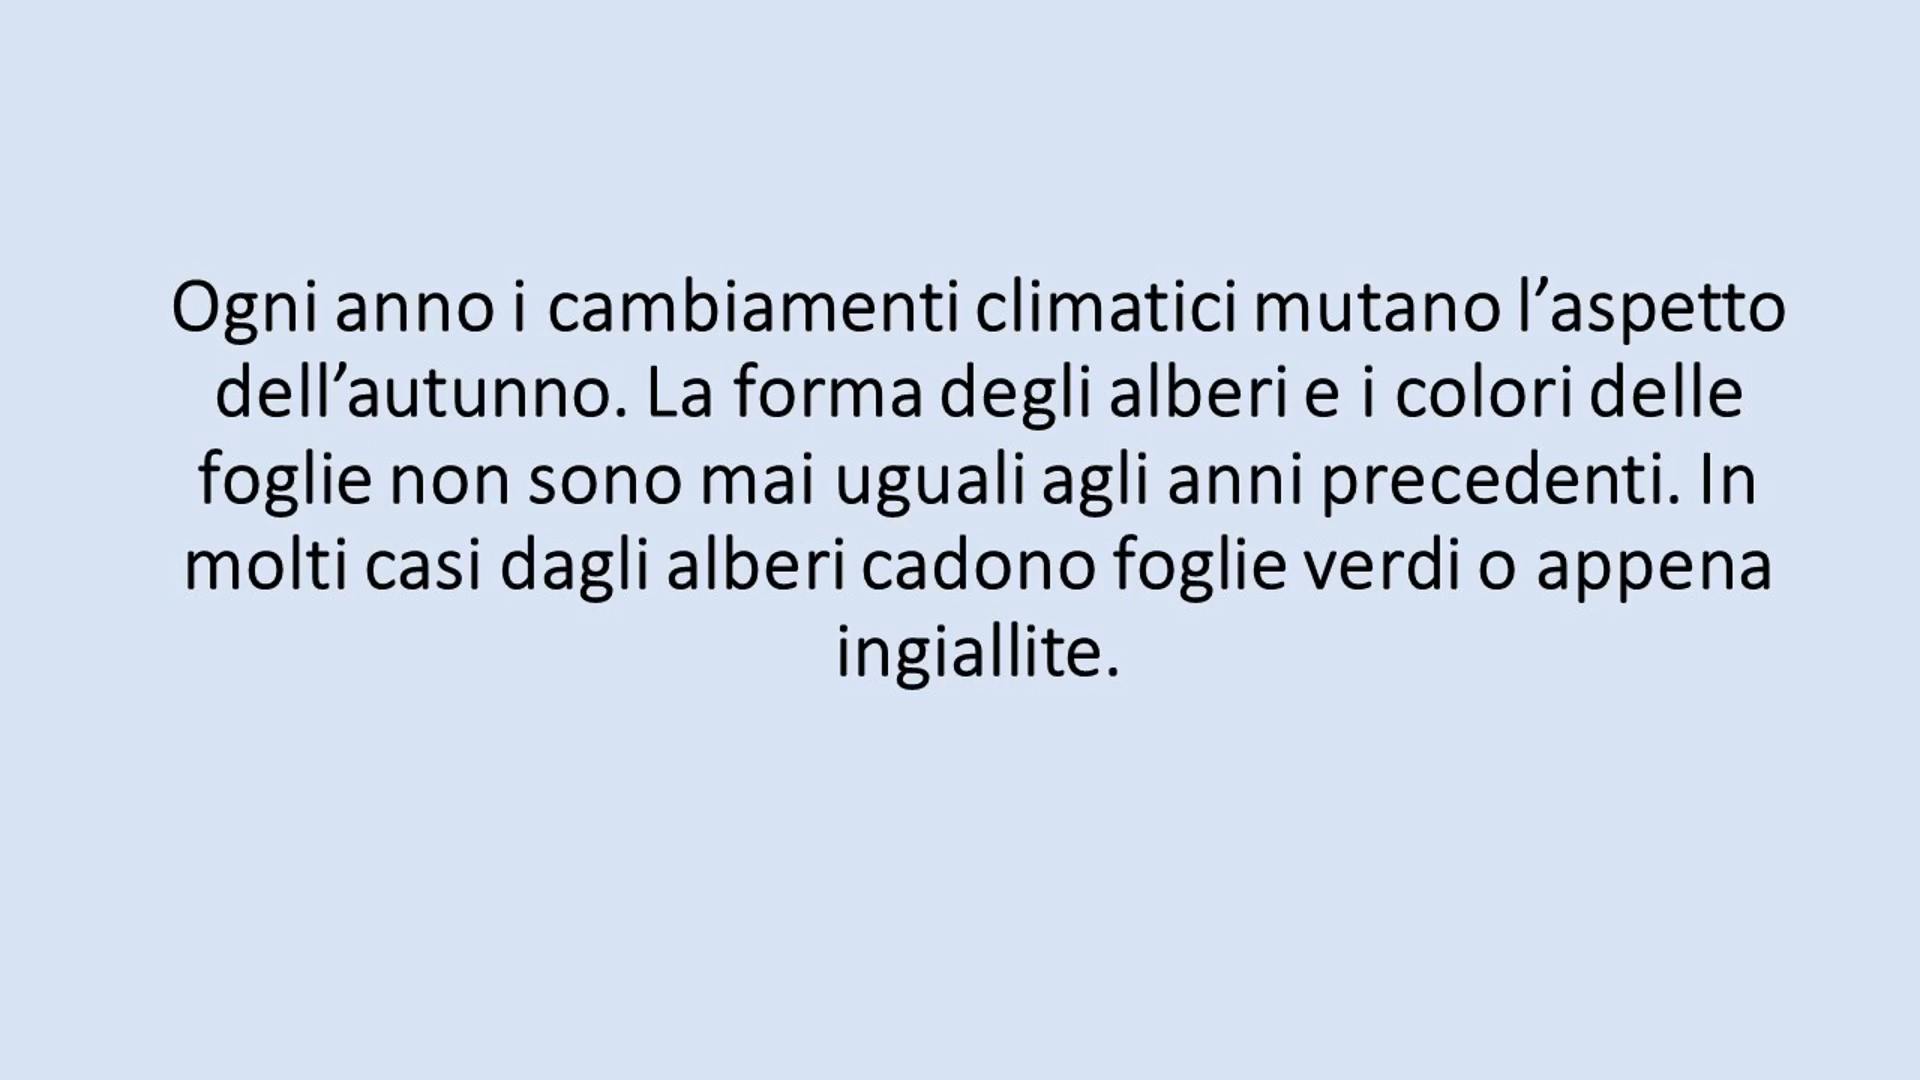 Ogni anno i cambiamenti climatici mutano l’aspetto
dell’autunno. La forma degli alberi e i colori delle
foglie non sono mai uguali agli anni precedenti. In
molti casi dagli alberi cadono foglie verdi o appena
ingiallite.